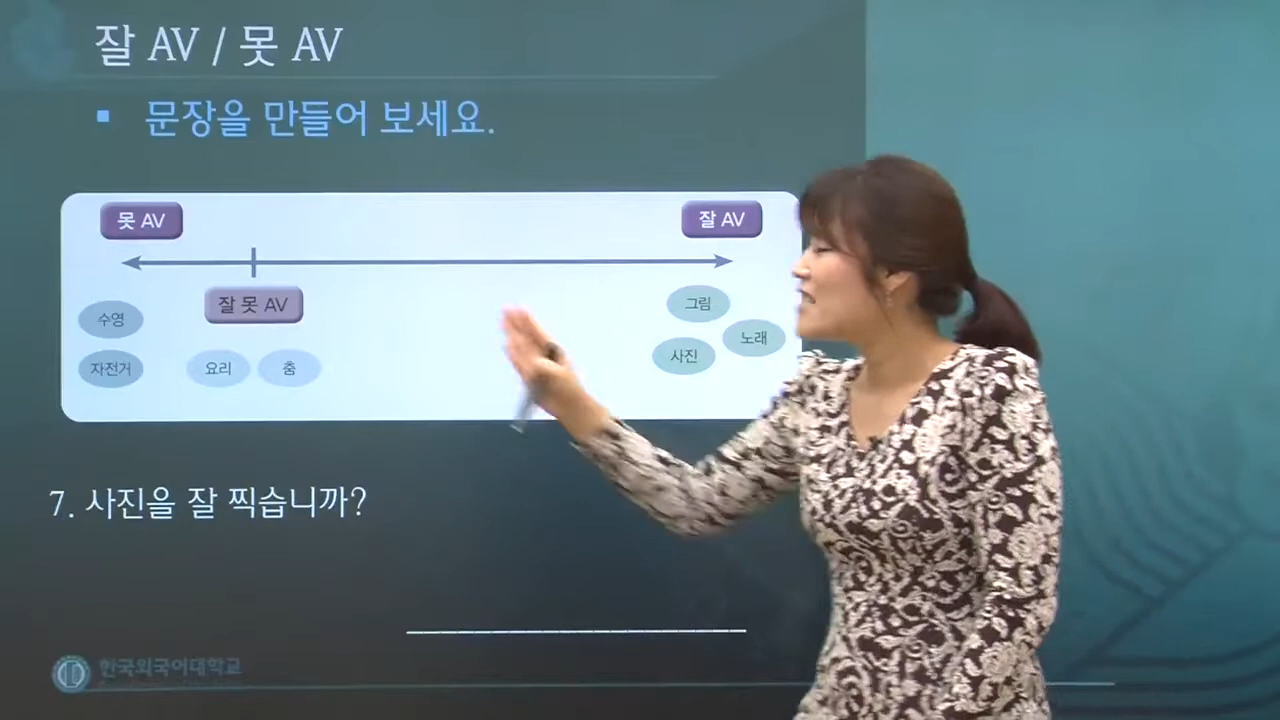 잘 AV / 못 AV
▪ 문장을 만들어 보세요.
못 AV
잘 AV
잘 못 AV
수영
그림
노래
자전거
요리
춤
사진
7. 사진을 잘 찍습니까?
한국외국어대학교